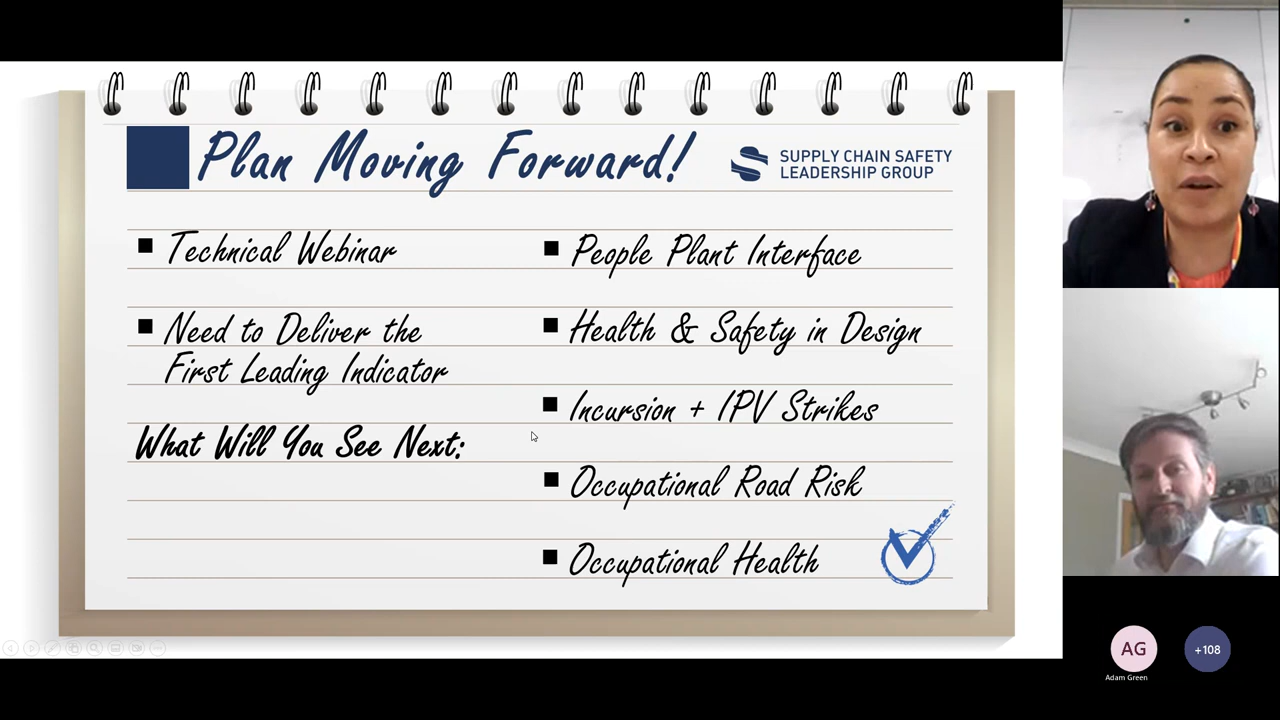 Plan Moving Forward!
SUPPLY CHAIN SAFETY
LEADERSHIP GROUP
Technical Webinar
Need to Deliver the
First Leading Indicator
What Will You See Next:
People Plant Interface
Health & Safety in Design
Incursion + IPV Strikes
Occupational Road Risk
Occupational Health
AG
+108
Adam Green